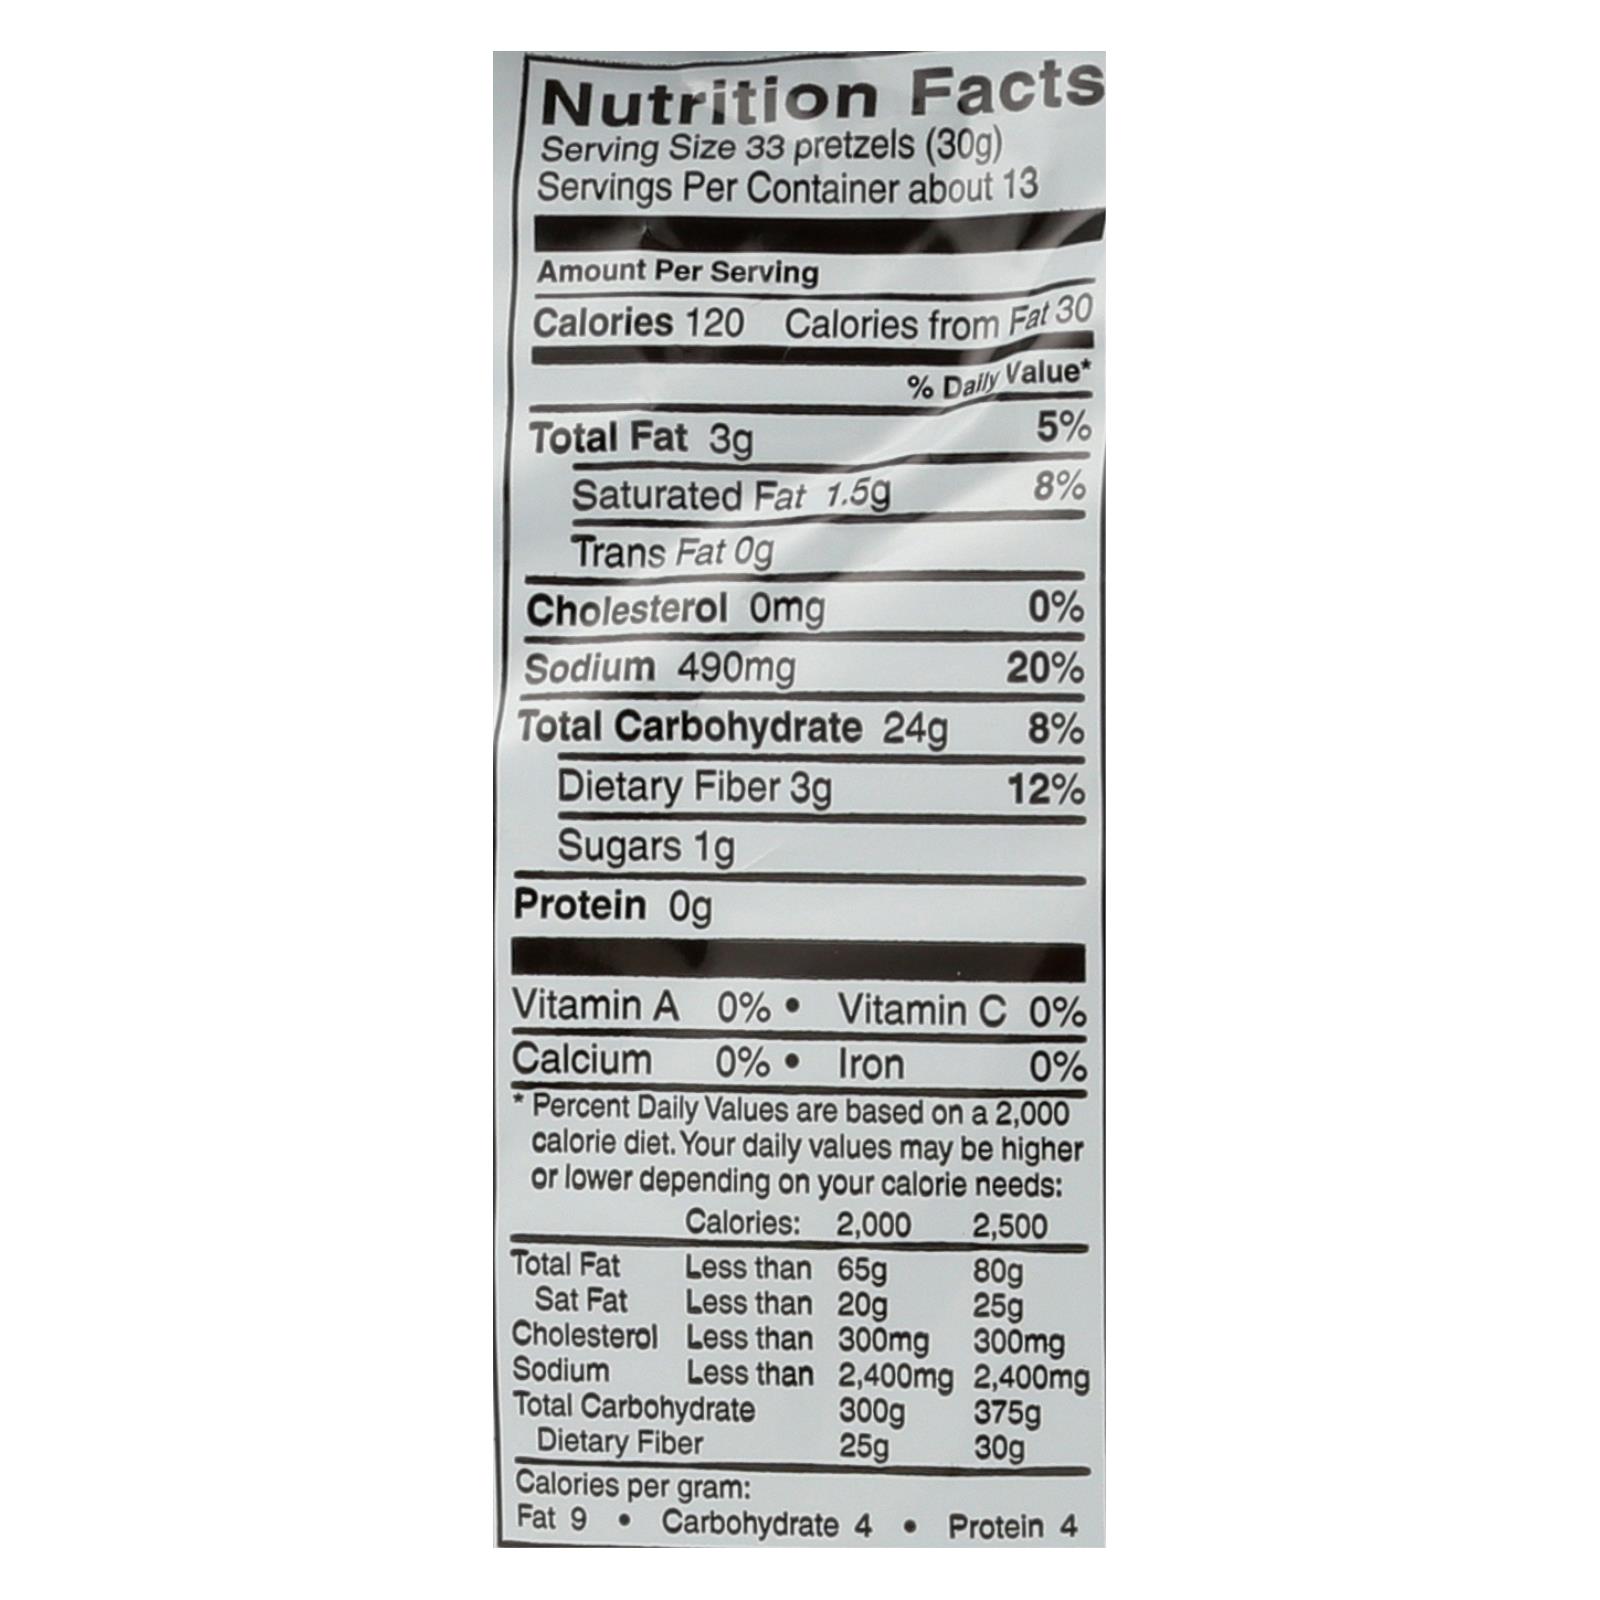 Nutrition Facts
Serving Size 33 pretzels (30g)
Servings Per Container about 13
Amount Per Serving
Calories 120 Calories from Fat 30
% Daily Value*
Total Fat 3g 5%
Saturated Fat 1.5g 8%
Trans Fat 0g
Cholesterol 0mg 0%
Sodium 490mg 20%
Total Carbohydrate 24g 8%
Dietary Fiber 3g 12%
Sugars 1g
Protein 0g
Vitamin A 0% • Vitamin C 0%
Calcium 0% • Iron 0%
* Percent Daily Values are based on a 2,000
calorie diet. Your daily values may be higher
or lower depending on your calorie needs:
Calories: 2,000 2,500
Total Fat Less than 65g 80g
Sat Fat Less than 20g 25g
Cholesterol Less than 300mg 300mg
Sodium Less than 2,400mg 2,400mg
Total Carbohydrate 300g 375g
Dietary Fiber 25g 30g
Calories per gram:
Fat 9 • Carbohydrate 4 • Protein 4